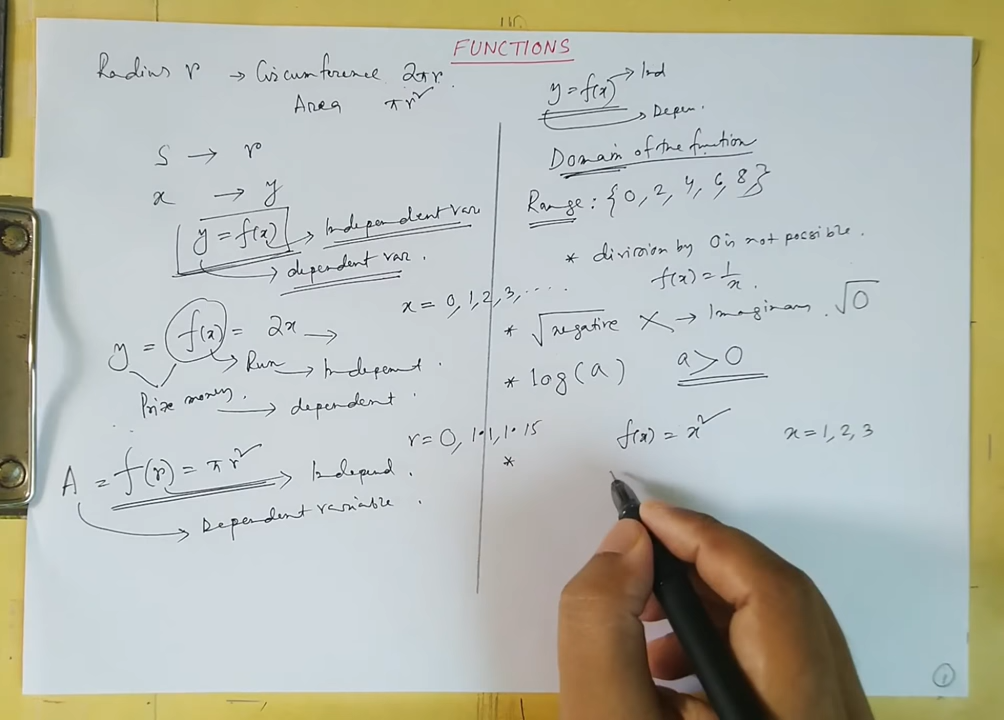 FUNCTIONS
Radius r → Circumference 2πr.
Area πr²
S → r
x → y
y = f(x) → Independent var
→ dependent var.
x = 0, 1, 2, 3, ....
y = f(x) = 2x →
→ Run → Independent.
Prize money. → dependent.
r = 0, 1.1, 1.15
A = f(r) = πr² → Independ.
→ Dependent variable.
y = f(x) → Ind
→ Depen.
Domain of the function
Range : {0, 2, 4, 6, 8,}
* division by 0 is not possible.
f(x) = 1/x.
* √negative X → Imaginary. √0
* log(a) a > 0
f(x) = x² x = 1, 2, 3
*
1